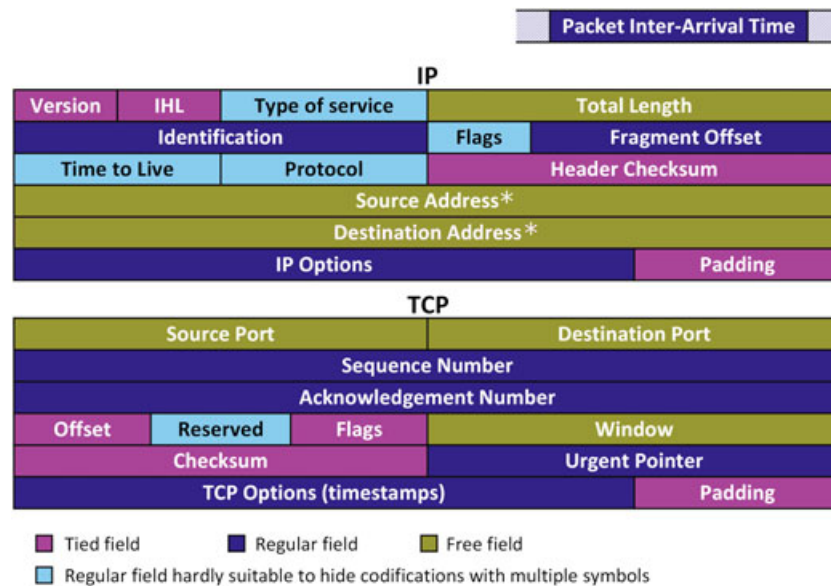 Packet Inter-Arrival Time
IP
Version IHL Type of service Total Length
Identification Flags Fragment Offset
Time to Live Protocol Header Checksum
Source Address*
Destination Address*
IP Options Padding
TCP
Source Port Destination Port
Sequence Number
Acknowledgement Number
Offset Reserved Flags Window
Checksum Urgent Pointer
TCP Options (timestamps) Padding
Tied field Regular field Free field
Regular field hardly suitable to hide codifications with multiple symbols